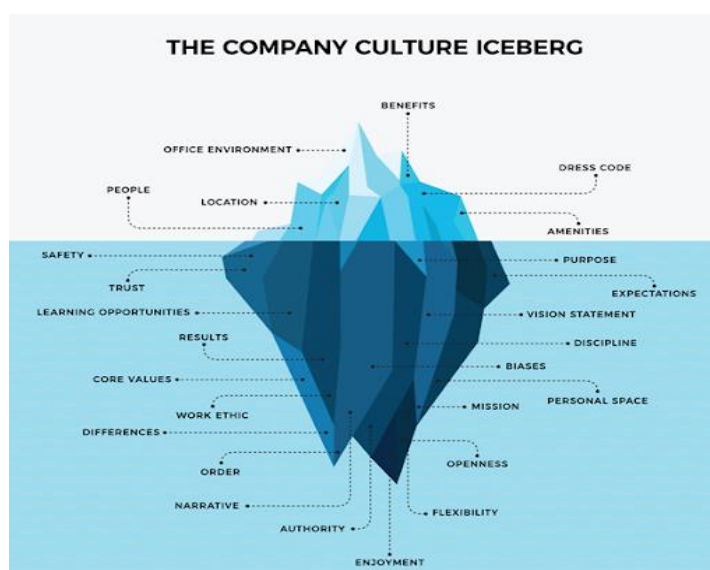 THE COMPANY CULTURE ICEBERG
BENEFITS
OFFICE ENVIRONMENT
DRESS CODE
PEOPLE
LOCATION
AMENITIES
SAFETY
PURPOSE
TRUST
EXPECTATIONS
LEARNING OPPORTUNITIES
VISION STATEMENT
RESULTS
DISCIPLINE
BIASES
CORE VALUES
PERSONAL SPACE
WORK ETHIC
MISSION
DIFFERENCES
ORDER
OPENNESS
NARRATIVE
FLEXIBILITY
AUTHORITY
ENJOYMENT